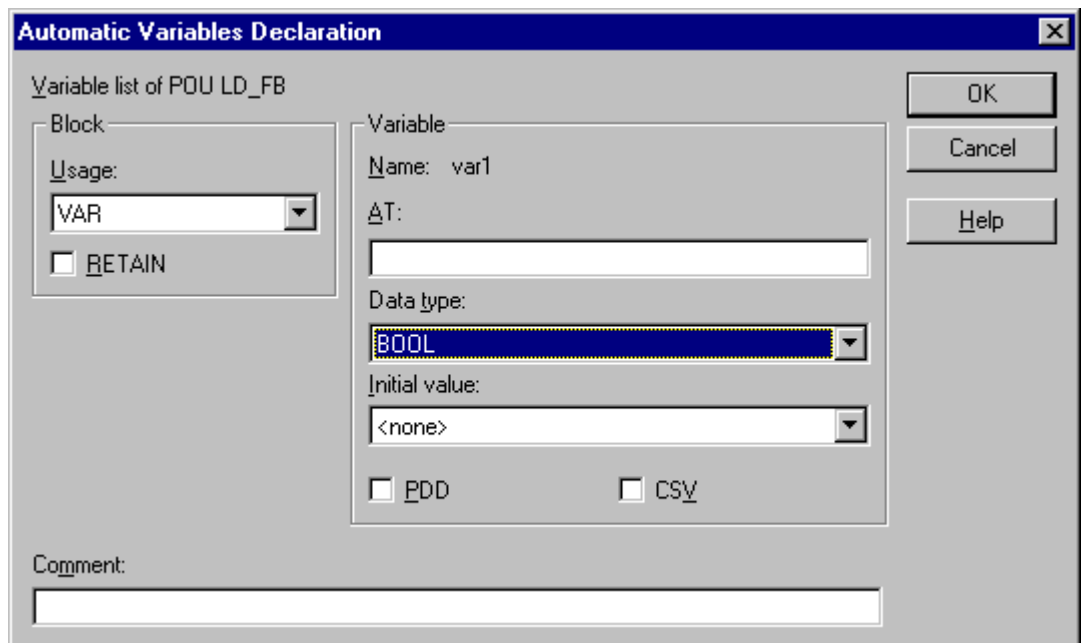 Automatic Variables Declaration
Variable list of POU LD_FB
OK
Block
Variable
Cancel
Usage:
Name: var1
VAR
AT:
Help
RETAIN
Data type:
BOOL
Initial value:
<none>
PDD
CSV
Comment: